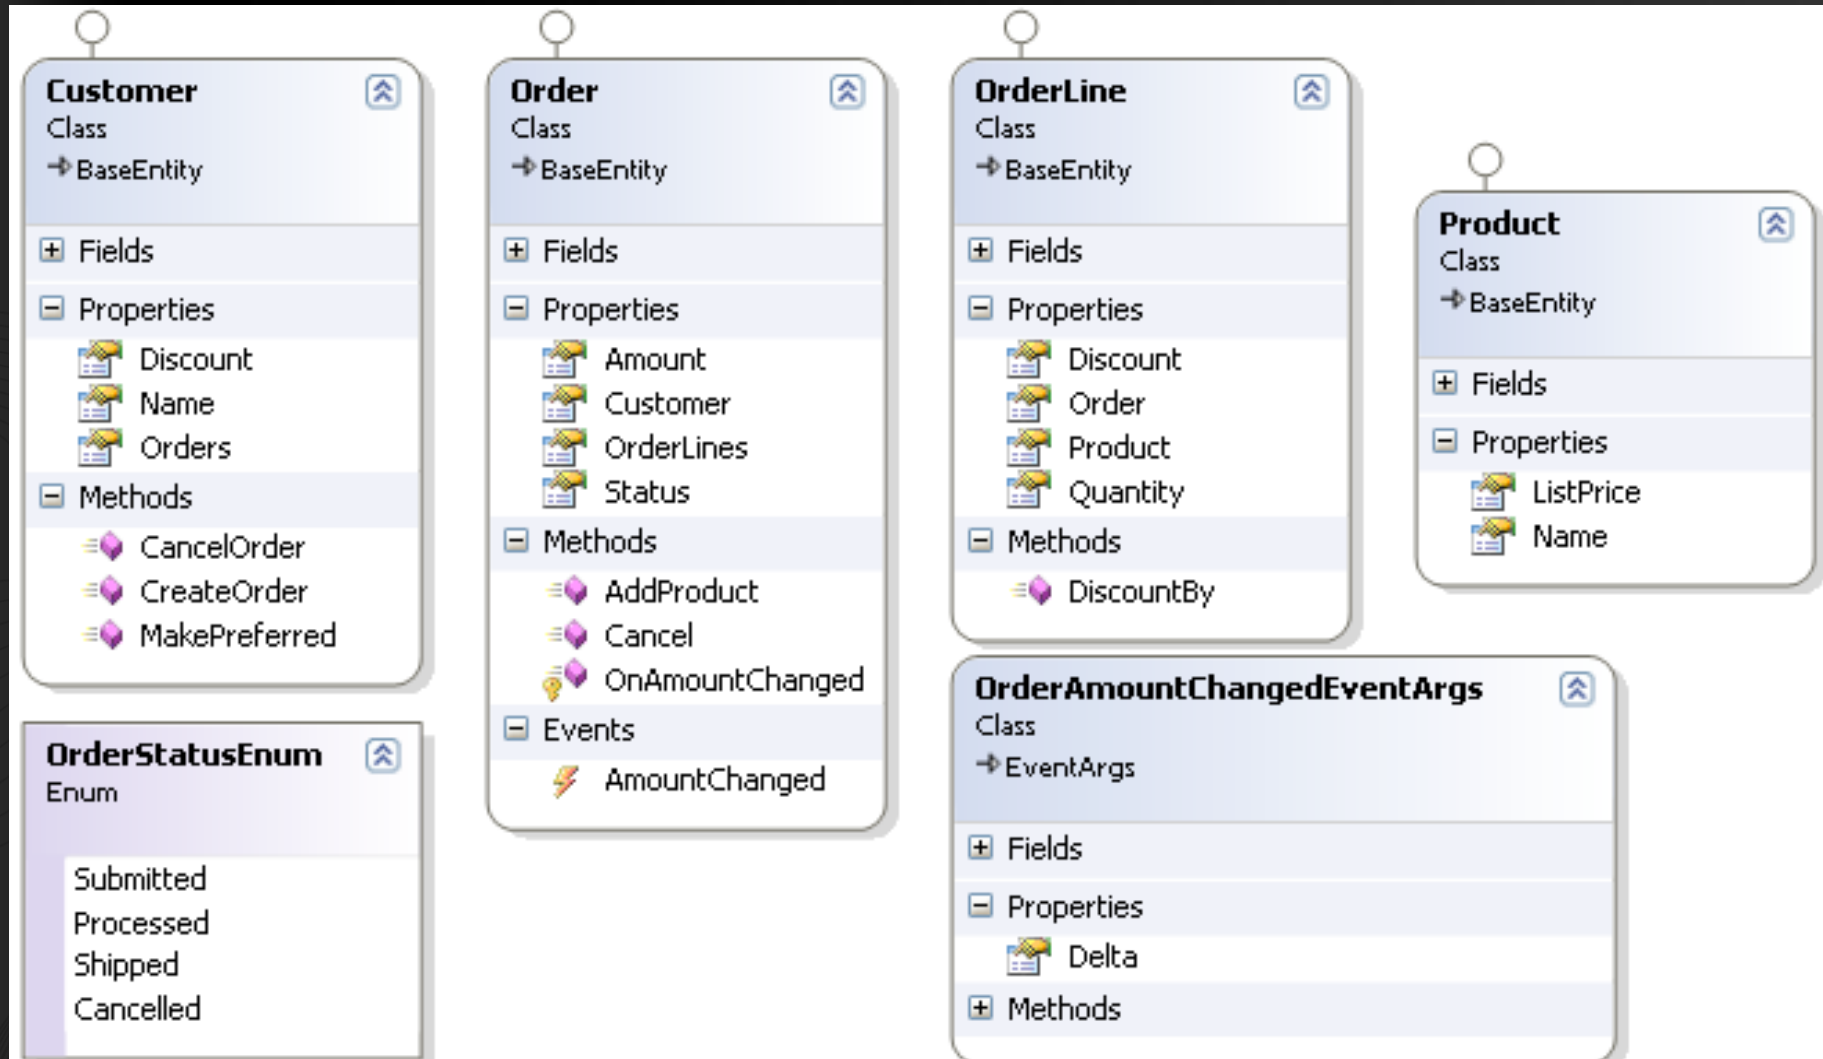 Customer
Class
BaseEntity
Fields
Properties
Discount
Name
Orders
Methods
CancelOrder
CreateOrder
MakePreferred
OrderStatusEnum
Enum
Submitted
Processed
Shipped
Cancelled
Order
Class
BaseEntity
Fields
Properties
Amount
Customer
OrderLines
Status
Methods
AddProduct
Cancel
OnAmountChanged
Events
AmountChanged
OrderLine
Class
BaseEntity
Fields
Properties
Discount
Order
Product
Quantity
Methods
DiscountBy
Product
Class
BaseEntity
Fields
Properties
ListPrice
Name
OrderAmountChangedEventArgs
Class
EventArgs
Fields
Properties
Delta
Methods